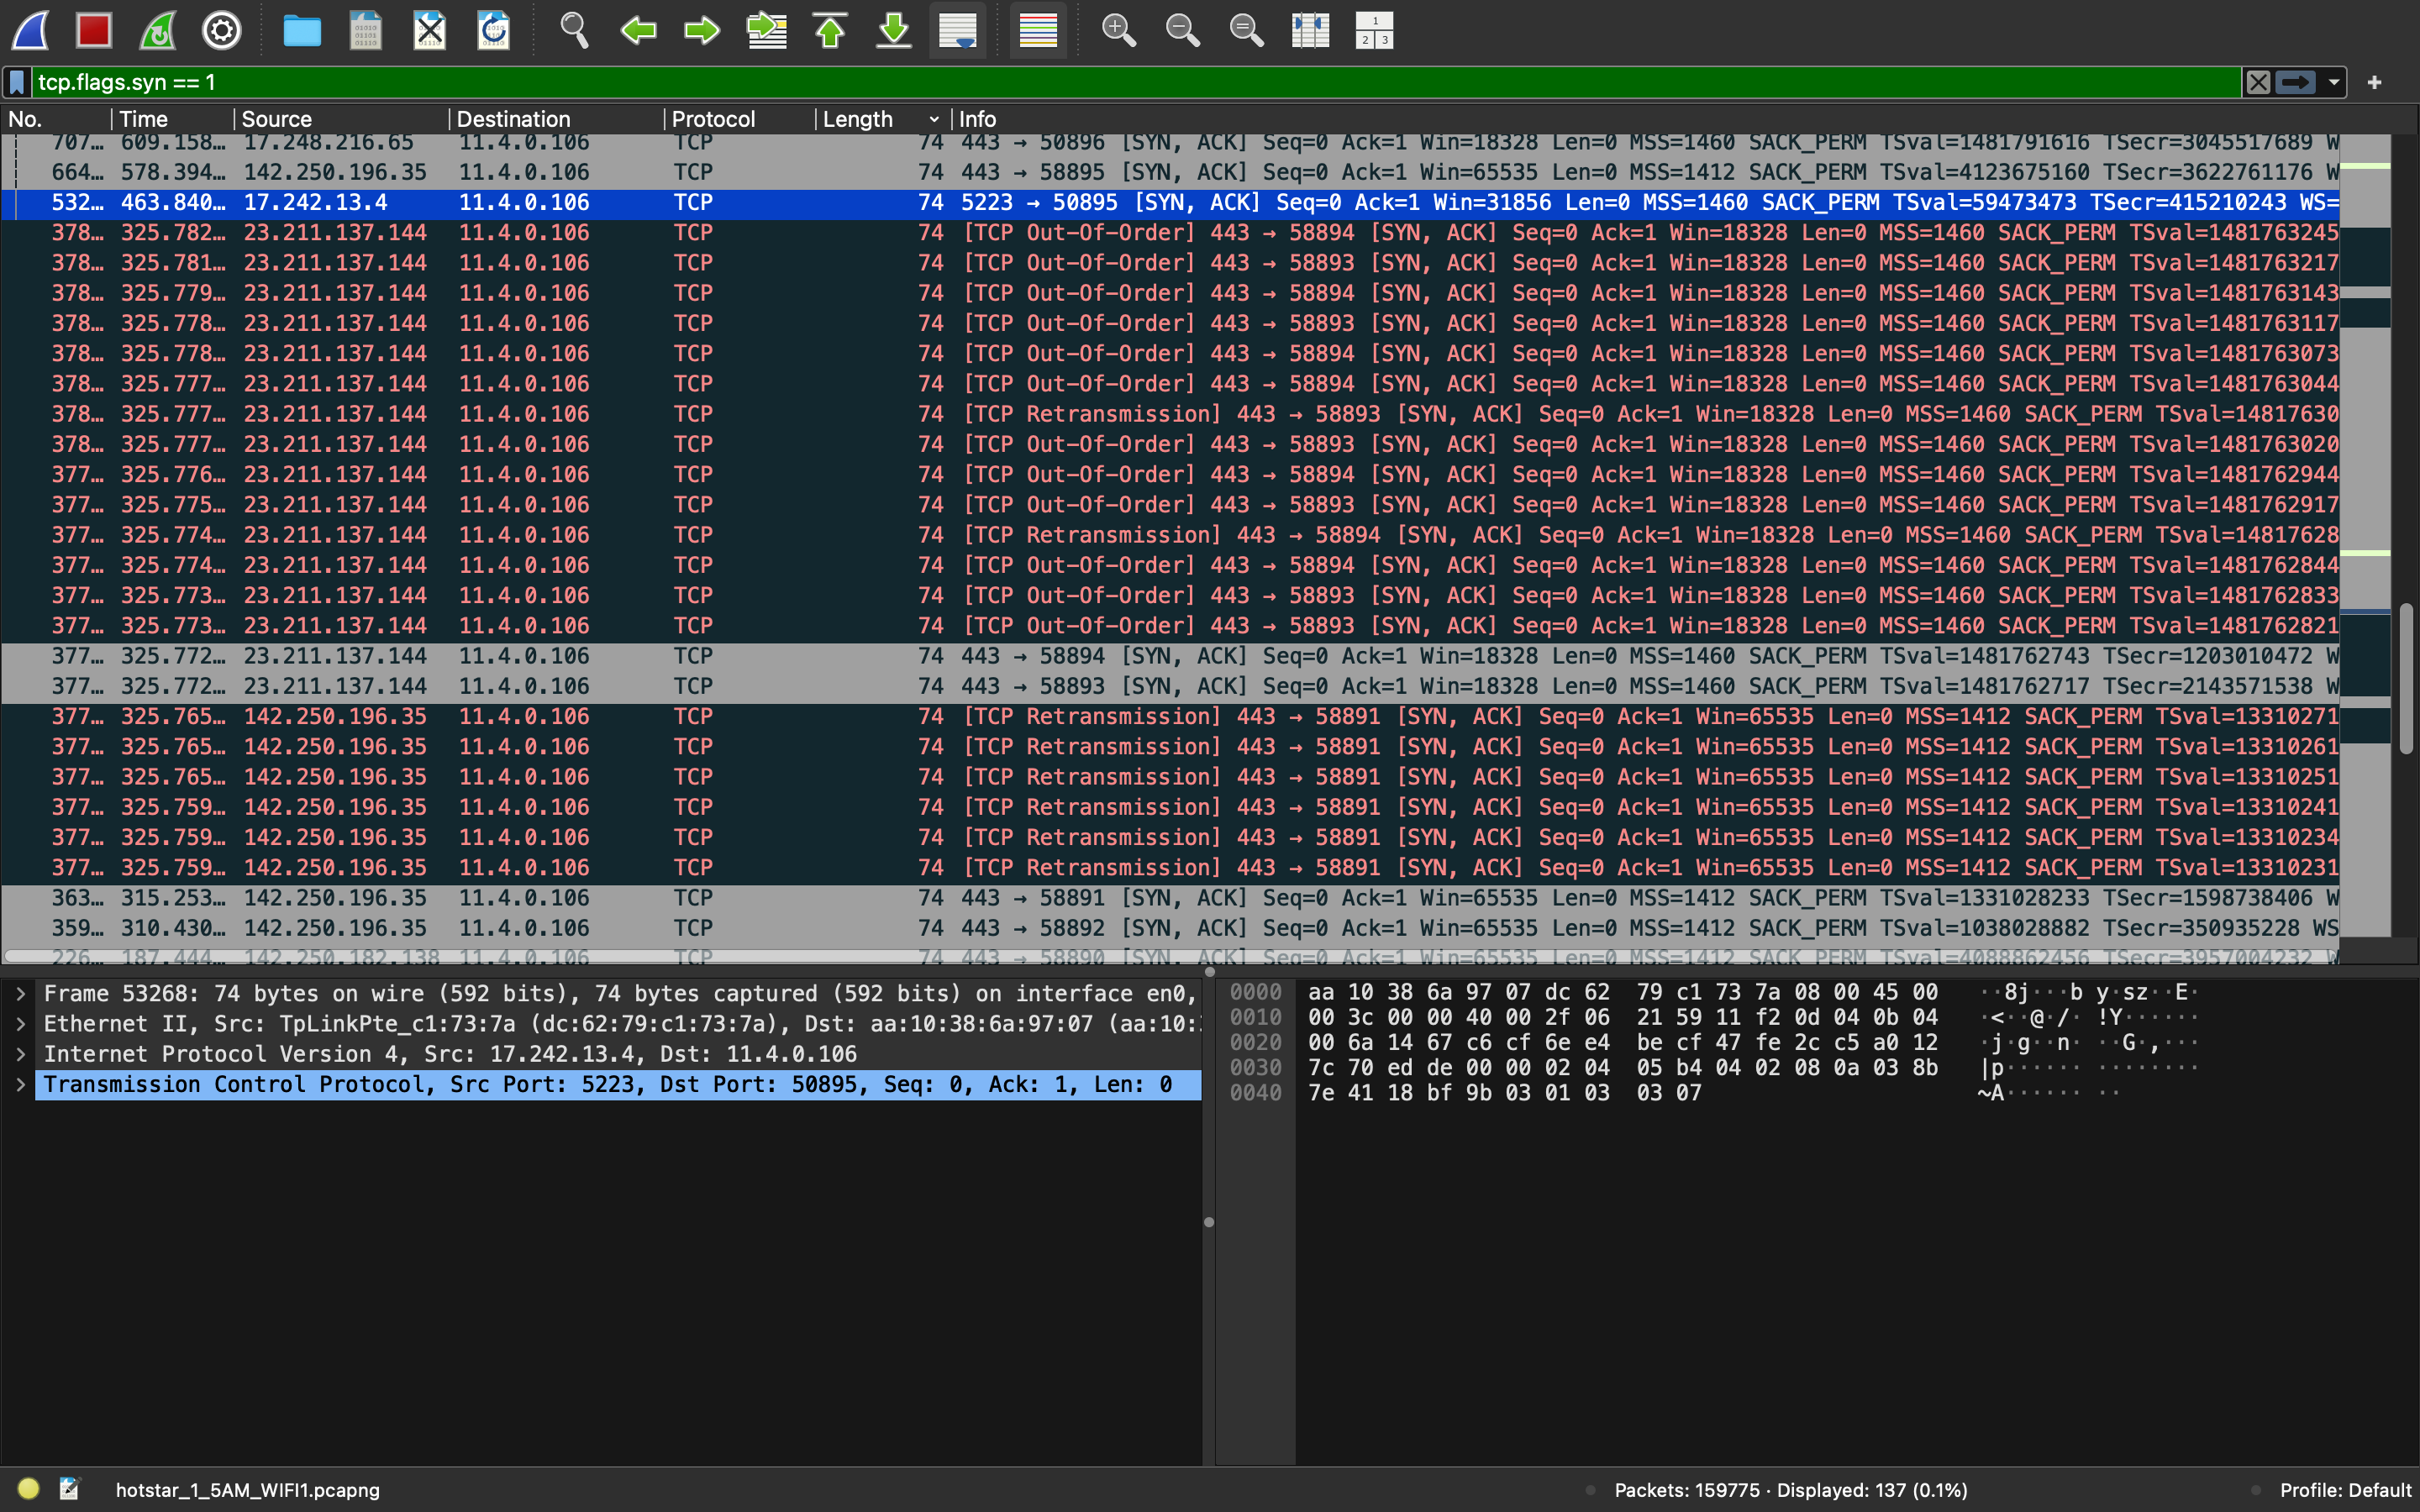 1
2 3
tcp.flags.syn == 1
No. Time Source Destination Protocol Length Info
707… 609.158… 17.248.216.65 11.4.0.106 TCP 74 443 → 50896 [SYN, ACK] Seq=0 Ack=1 Win=18328 Len=0 MSS=1460 SACK_PERM TSval=1481791616 TSecr=3045517689 W
664… 578.394… 142.250.196.35 11.4.0.106 TCP 74 443 → 58895 [SYN, ACK] Seq=0 Ack=1 Win=65535 Len=0 MSS=1412 SACK_PERM TSval=4123675160 TSecr=3622761176 W
532… 463.840… 17.242.13.4 11.4.0.106 TCP 74 5223 → 50895 [SYN, ACK] Seq=0 Ack=1 Win=31856 Len=0 MSS=1460 SACK_PERM TSval=59473473 TSecr=415210243 WS=
378… 325.782… 23.211.137.144 11.4.0.106 TCP 74 [TCP Out-Of-Order] 443 → 58894 [SYN, ACK] Seq=0 Ack=1 Win=18328 Len=0 MSS=1460 SACK_PERM TSval=1481763245
378… 325.781… 23.211.137.144 11.4.0.106 TCP 74 [TCP Out-Of-Order] 443 → 58893 [SYN, ACK] Seq=0 Ack=1 Win=18328 Len=0 MSS=1460 SACK_PERM TSval=1481763217
378… 325.779… 23.211.137.144 11.4.0.106 TCP 74 [TCP Out-Of-Order] 443 → 58894 [SYN, ACK] Seq=0 Ack=1 Win=18328 Len=0 MSS=1460 SACK_PERM TSval=1481763143
378… 325.778… 23.211.137.144 11.4.0.106 TCP 74 [TCP Out-Of-Order] 443 → 58893 [SYN, ACK] Seq=0 Ack=1 Win=18328 Len=0 MSS=1460 SACK_PERM TSval=1481763117
378… 325.778… 23.211.137.144 11.4.0.106 TCP 74 [TCP Out-Of-Order] 443 → 58894 [SYN, ACK] Seq=0 Ack=1 Win=18328 Len=0 MSS=1460 SACK_PERM TSval=1481763073
378… 325.777… 23.211.137.144 11.4.0.106 TCP 74 [TCP Out-Of-Order] 443 → 58894 [SYN, ACK] Seq=0 Ack=1 Win=18328 Len=0 MSS=1460 SACK_PERM TSval=1481763044
378… 325.777… 23.211.137.144 11.4.0.106 TCP 74 [TCP Retransmission] 443 → 58893 [SYN, ACK] Seq=0 Ack=1 Win=18328 Len=0 MSS=1460 SACK_PERM TSval=14817630
378… 325.777… 23.211.137.144 11.4.0.106 TCP 74 [TCP Out-Of-Order] 443 → 58893 [SYN, ACK] Seq=0 Ack=1 Win=18328 Len=0 MSS=1460 SACK_PERM TSval=1481763020
377… 325.776… 23.211.137.144 11.4.0.106 TCP 74 [TCP Out-Of-Order] 443 → 58894 [SYN, ACK] Seq=0 Ack=1 Win=18328 Len=0 MSS=1460 SACK_PERM TSval=1481762944
377… 325.775… 23.211.137.144 11.4.0.106 TCP 74 [TCP Out-Of-Order] 443 → 58893 [SYN, ACK] Seq=0 Ack=1 Win=18328 Len=0 MSS=1460 SACK_PERM TSval=1481762917
377… 325.774… 23.211.137.144 11.4.0.106 TCP 74 [TCP Retransmission] 443 → 58894 [SYN, ACK] Seq=0 Ack=1 Win=18328 Len=0 MSS=1460 SACK_PERM TSval=14817628
377… 325.774… 23.211.137.144 11.4.0.106 TCP 74 [TCP Out-Of-Order] 443 → 58894 [SYN, ACK] Seq=0 Ack=1 Win=18328 Len=0 MSS=1460 SACK_PERM TSval=1481762844
377… 325.773… 23.211.137.144 11.4.0.106 TCP 74 [TCP Out-Of-Order] 443 → 58893 [SYN, ACK] Seq=0 Ack=1 Win=18328 Len=0 MSS=1460 SACK_PERM TSval=1481762833
377… 325.773… 23.211.137.144 11.4.0.106 TCP 74 [TCP Out-Of-Order] 443 → 58893 [SYN, ACK] Seq=0 Ack=1 Win=18328 Len=0 MSS=1460 SACK_PERM TSval=1481762821
377… 325.772… 23.211.137.144 11.4.0.106 TCP 74 443 → 58894 [SYN, ACK] Seq=0 Ack=1 Win=18328 Len=0 MSS=1460 SACK_PERM TSval=1481762743 TSecr=1203010472 W
377… 325.772… 23.211.137.144 11.4.0.106 TCP 74 443 → 58893 [SYN, ACK] Seq=0 Ack=1 Win=18328 Len=0 MSS=1460 SACK_PERM TSval=1481762717 TSecr=2143571538 W
377… 325.765… 142.250.196.35 11.4.0.106 TCP 74 [TCP Retransmission] 443 → 58891 [SYN, ACK] Seq=0 Ack=1 Win=65535 Len=0 MSS=1412 SACK_PERM TSval=13310271
377… 325.765… 142.250.196.35 11.4.0.106 TCP 74 [TCP Retransmission] 443 → 58891 [SYN, ACK] Seq=0 Ack=1 Win=65535 Len=0 MSS=1412 SACK_PERM TSval=13310261
377… 325.765… 142.250.196.35 11.4.0.106 TCP 74 [TCP Retransmission] 443 → 58891 [SYN, ACK] Seq=0 Ack=1 Win=65535 Len=0 MSS=1412 SACK_PERM TSval=13310251
377… 325.759… 142.250.196.35 11.4.0.106 TCP 74 [TCP Retransmission] 443 → 58891 [SYN, ACK] Seq=0 Ack=1 Win=65535 Len=0 MSS=1412 SACK_PERM TSval=13310241
377… 325.759… 142.250.196.35 11.4.0.106 TCP 74 [TCP Retransmission] 443 → 58891 [SYN, ACK] Seq=0 Ack=1 Win=65535 Len=0 MSS=1412 SACK_PERM TSval=13310234
377… 325.759… 142.250.196.35 11.4.0.106 TCP 74 [TCP Retransmission] 443 → 58891 [SYN, ACK] Seq=0 Ack=1 Win=65535 Len=0 MSS=1412 SACK_PERM TSval=13310231
363… 315.253… 142.250.196.35 11.4.0.106 TCP 74 443 → 58891 [SYN, ACK] Seq=0 Ack=1 Win=65535 Len=0 MSS=1412 SACK_PERM TSval=1331028233 TSecr=1598738406 W
359… 310.430… 142.250.196.35 11.4.0.106 TCP 74 443 → 58892 [SYN, ACK] Seq=0 Ack=1 Win=65535 Len=0 MSS=1412 SACK_PERM TSval=1038028882 TSecr=350935228 WS
226… 187.444… 142.250.182.138 11.4.0.106 TCP 74 443 → 58890 [SYN, ACK] Seq=0 Ack=1 Win=65535 Len=0 MSS=1412 SACK_PERM TSval=4088862456 TSecr=3957004232 W
Frame 53268: 74 bytes on wire (592 bits), 74 bytes captured (592 bits) on interface en0,
Ethernet II, Src: TpLinkPte_c1:73:7a (dc:62:79:c1:73:7a), Dst: aa:10:38:6a:97:07 (aa:10:
Internet Protocol Version 4, Src: 17.242.13.4, Dst: 11.4.0.106
Transmission Control Protocol, Src Port: 5223, Dst Port: 50895, Seq: 0, Ack: 1, Len: 0
0000 aa 10 38 6a 97 07 dc 62 79 c1 73 7a 08 00 45 00 ··8j···b y·sz··E·
0010 00 3c 00 00 40 00 2f 06 21 59 11 f2 0d 04 0b 04 ·<··@·/· !Y······
0020 00 6a 14 67 c6 cf 6e e4 be cf 47 fe 2c c5 a0 12 ·j·g··n· ··G·,···
0030 7c 70 ed de 00 00 02 04 05 b4 04 02 08 0a 03 8b |p······ ········
0040 7e 41 18 bf 9b 03 01 03 03 07 ~A······ ··
hotstar_1_5AM_WIFI1.pcapng Packets: 159775 · Displayed: 137 (0.1%) Profile: Default